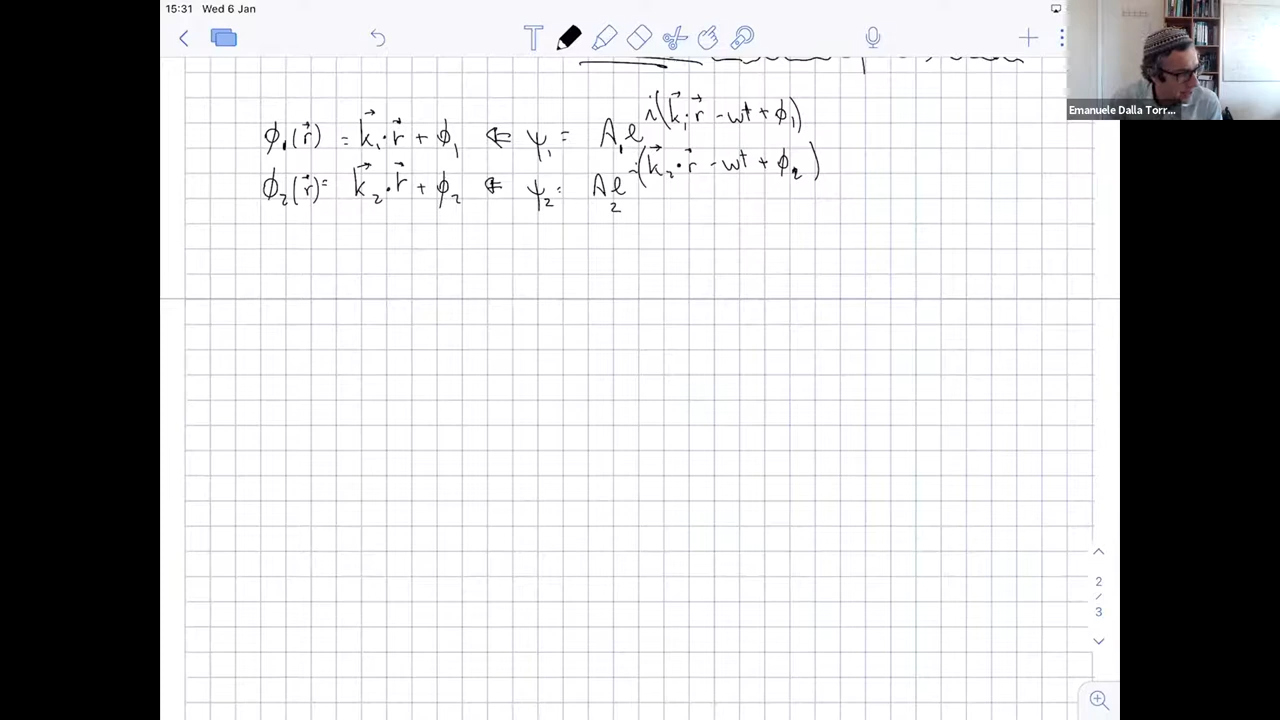 15:31 Wed 6 Jan
T
Emanuele Dalla Torr...
ϕ₁(r⃗) = k⃗₁·r⃗ + ϕ₁ ⇐ ψ₁ = A₁e^{i(k⃗₁·r⃗ - ωt + ϕ₁)}
ϕ₂(r⃗) = k⃗₂·r⃗ + ϕ₂ ⇐ ψ₂ = A₂e^{i(k⃗₂·r⃗ - ωt + ϕ₂)}
2
/
3